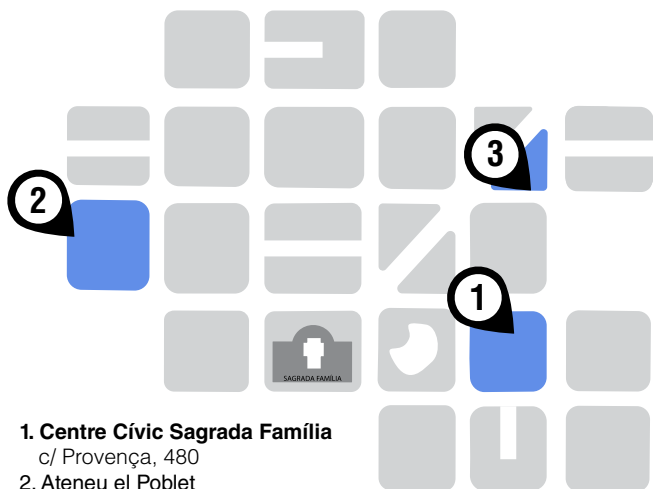 3
2
1
SAGRADA FAMÍLIA
1. Centre Cívic Sagrada Família
c/ Provença, 480
2. Ateneu el Poblet